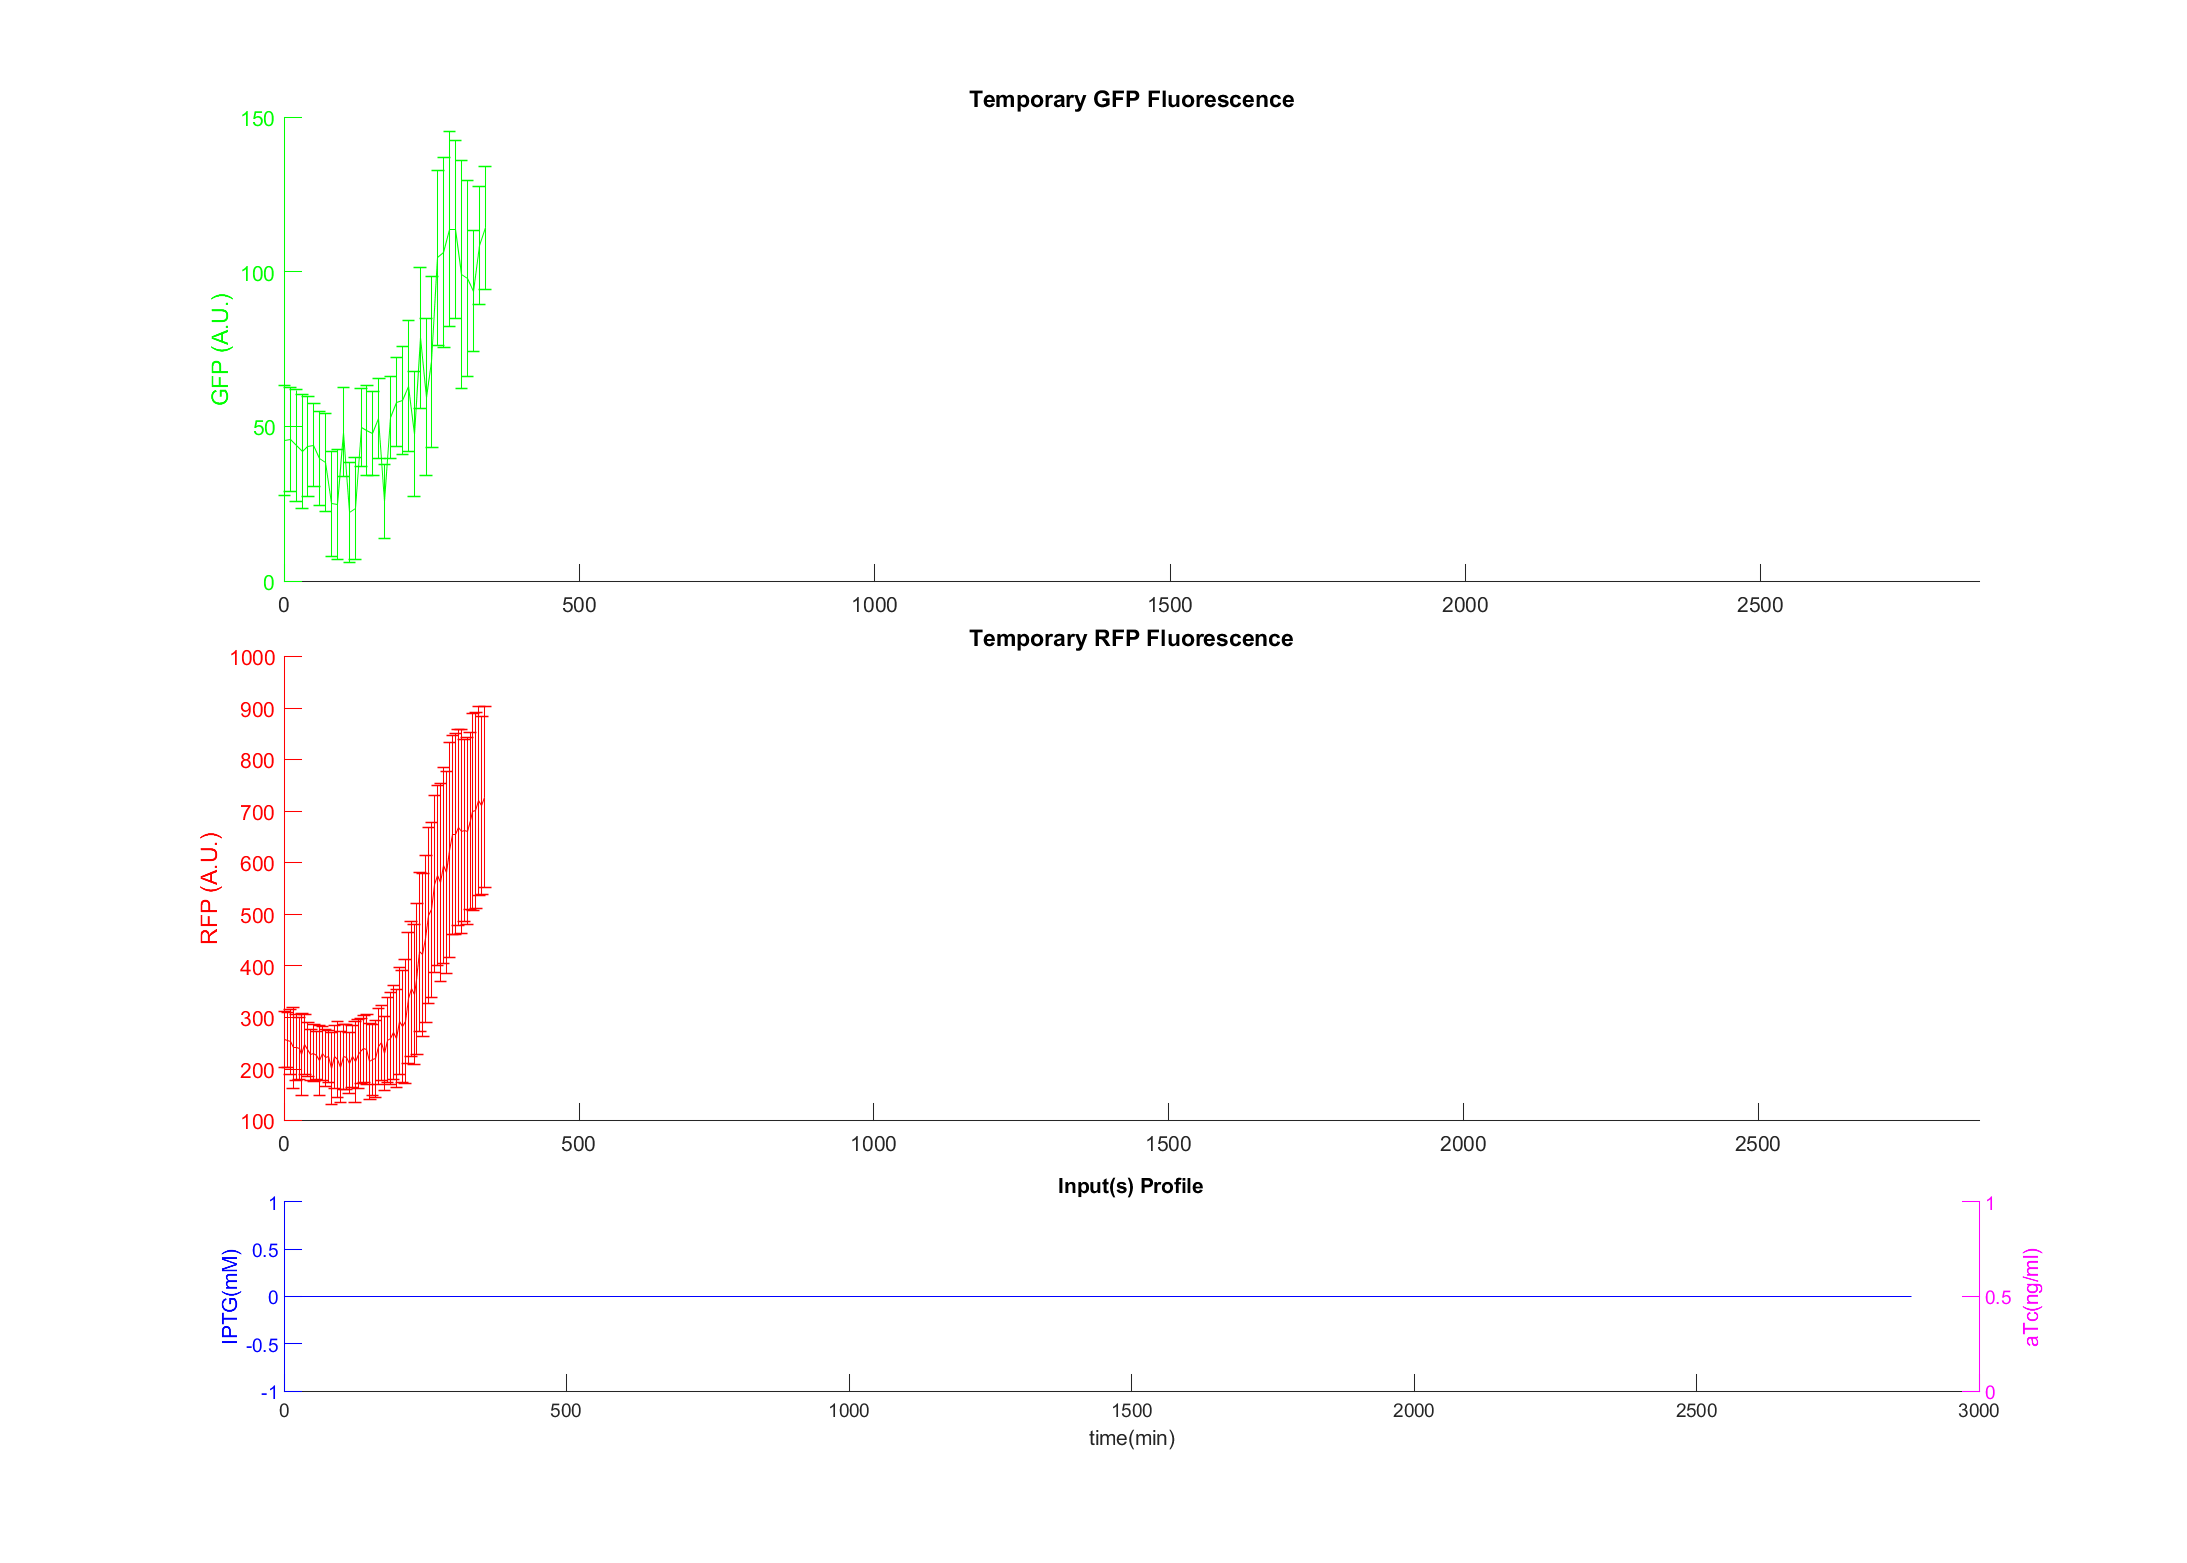 Temporary GFP Fluorescence
150
100
50
0
GFP (A.U.)
0 500 1000 1500 2000 2500
Temporary RFP Fluorescence
1000
900
800
700
600
500
400
300
200
100
RFP (A.U.)
0 500 1000 1500 2000 2500
Input(s) Profile
1
0.5
0
-0.5
-1
IPTG(mM)
1
0.5
0
aTc(ng/ml)
0 500 1000 1500 2000 2500 3000
time(min)